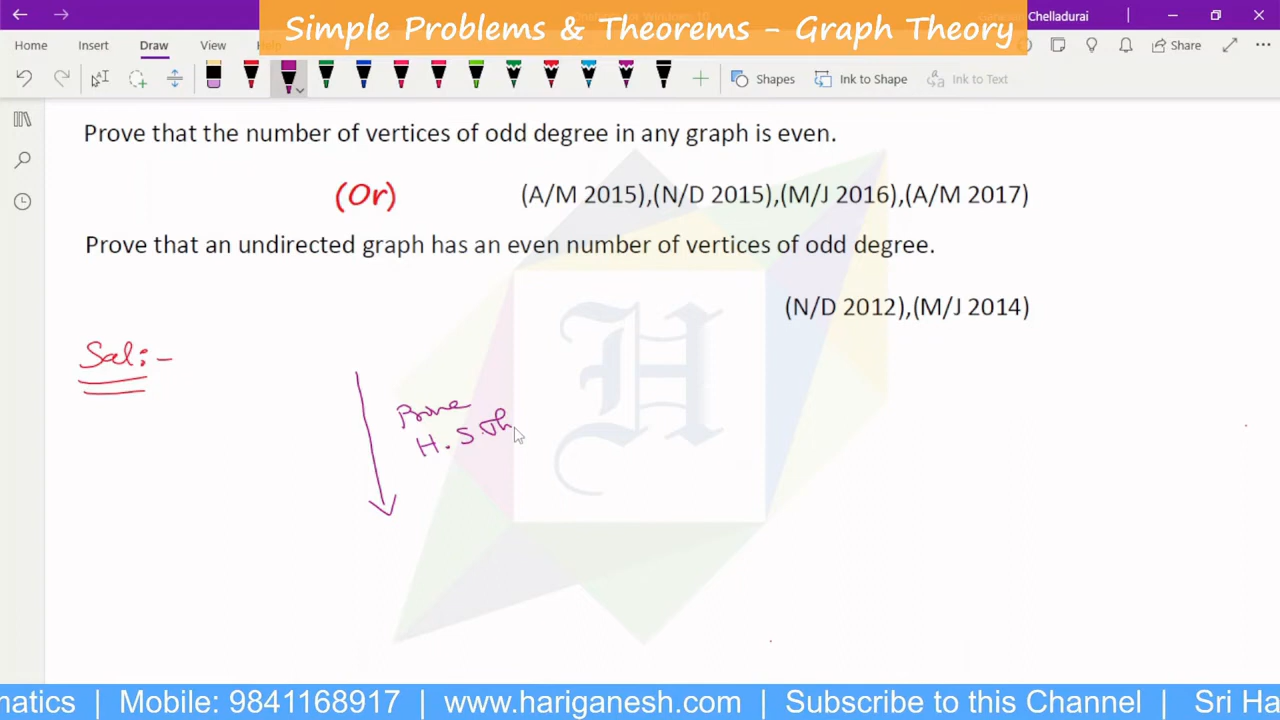 Simple Problems & Theorems - Graph Theory
Chelladurai
Home Insert Draw View Help
Share
Shapes Ink to Shape Ink to Text
Prove that the number of vertices of odd degree in any graph is even.
(Or) (A/M 2015),(N/D 2015),(M/J 2016),(A/M 2017)
Prove that an undirected graph has an even number of vertices of odd degree.
(N/D 2012),(M/J 2014)
Sol:-
Prove
H.S.Th
H
matics | Mobile: 9841168917 | www.hariganesh.com | Subscribe to this Channel | Sri Ha